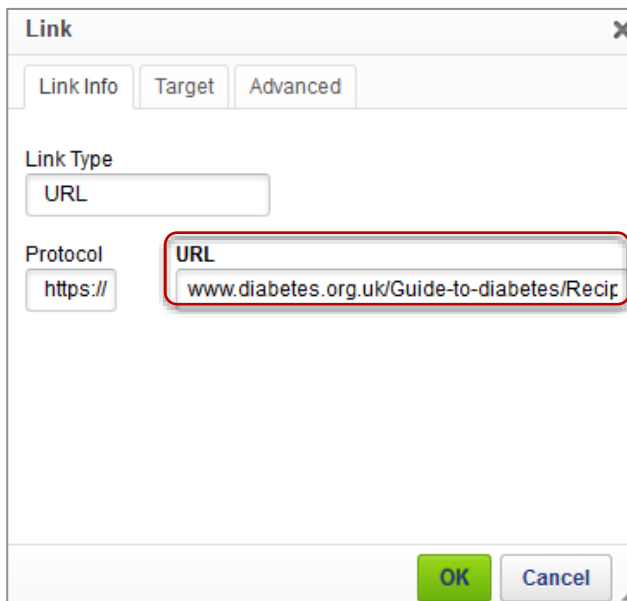 Link
Link Info Target Advanced
Link Type
URL
Protocol URL
https:// www.diabetes.org.uk/Guide-to-diabetes/Recip
OK Cancel